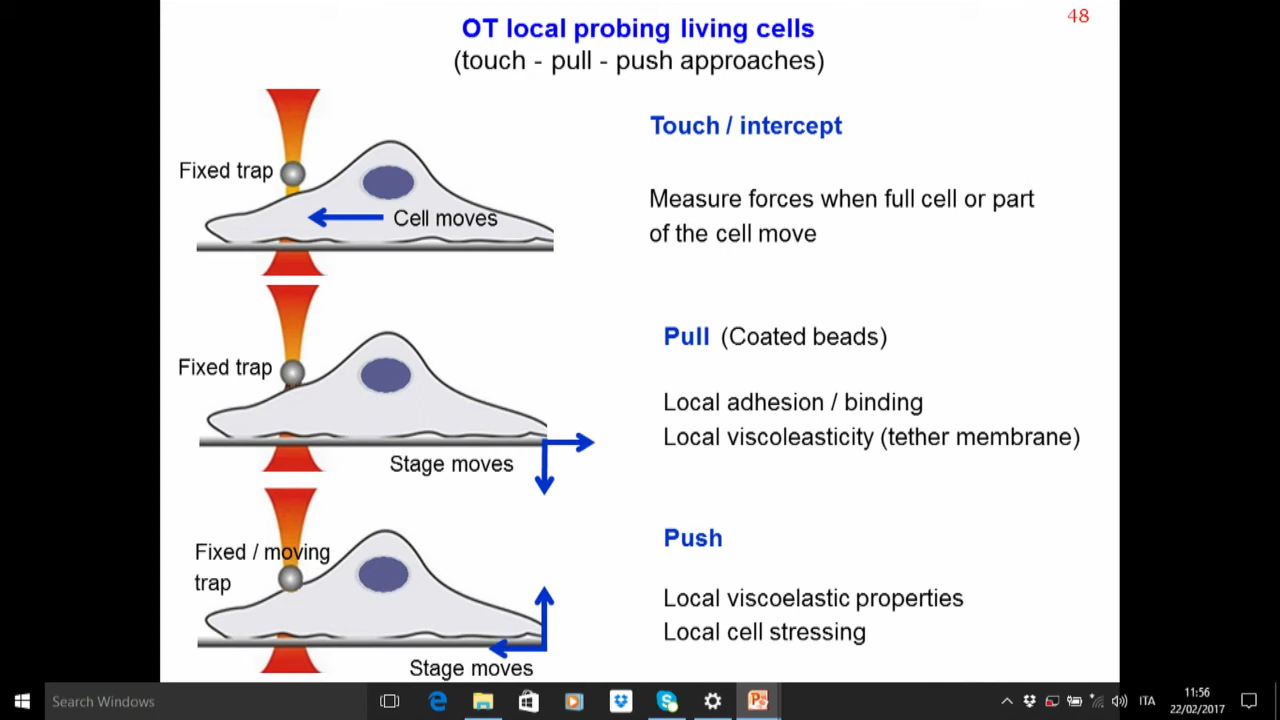 48
OT local probing living cells
(touch - pull - push approaches)
Fixed trap
Cell moves
Touch / intercept
Measure forces when full cell or part
of the cell move
Fixed trap
Stage moves
Pull (Coated beads)
Local adhesion / binding
Local viscoleasticity (tether membrane)
Fixed / moving
trap
Stage moves
Push
Local viscoelastic properties
Local cell stressing
Search Windows
ITA
11:56
22/02/2017